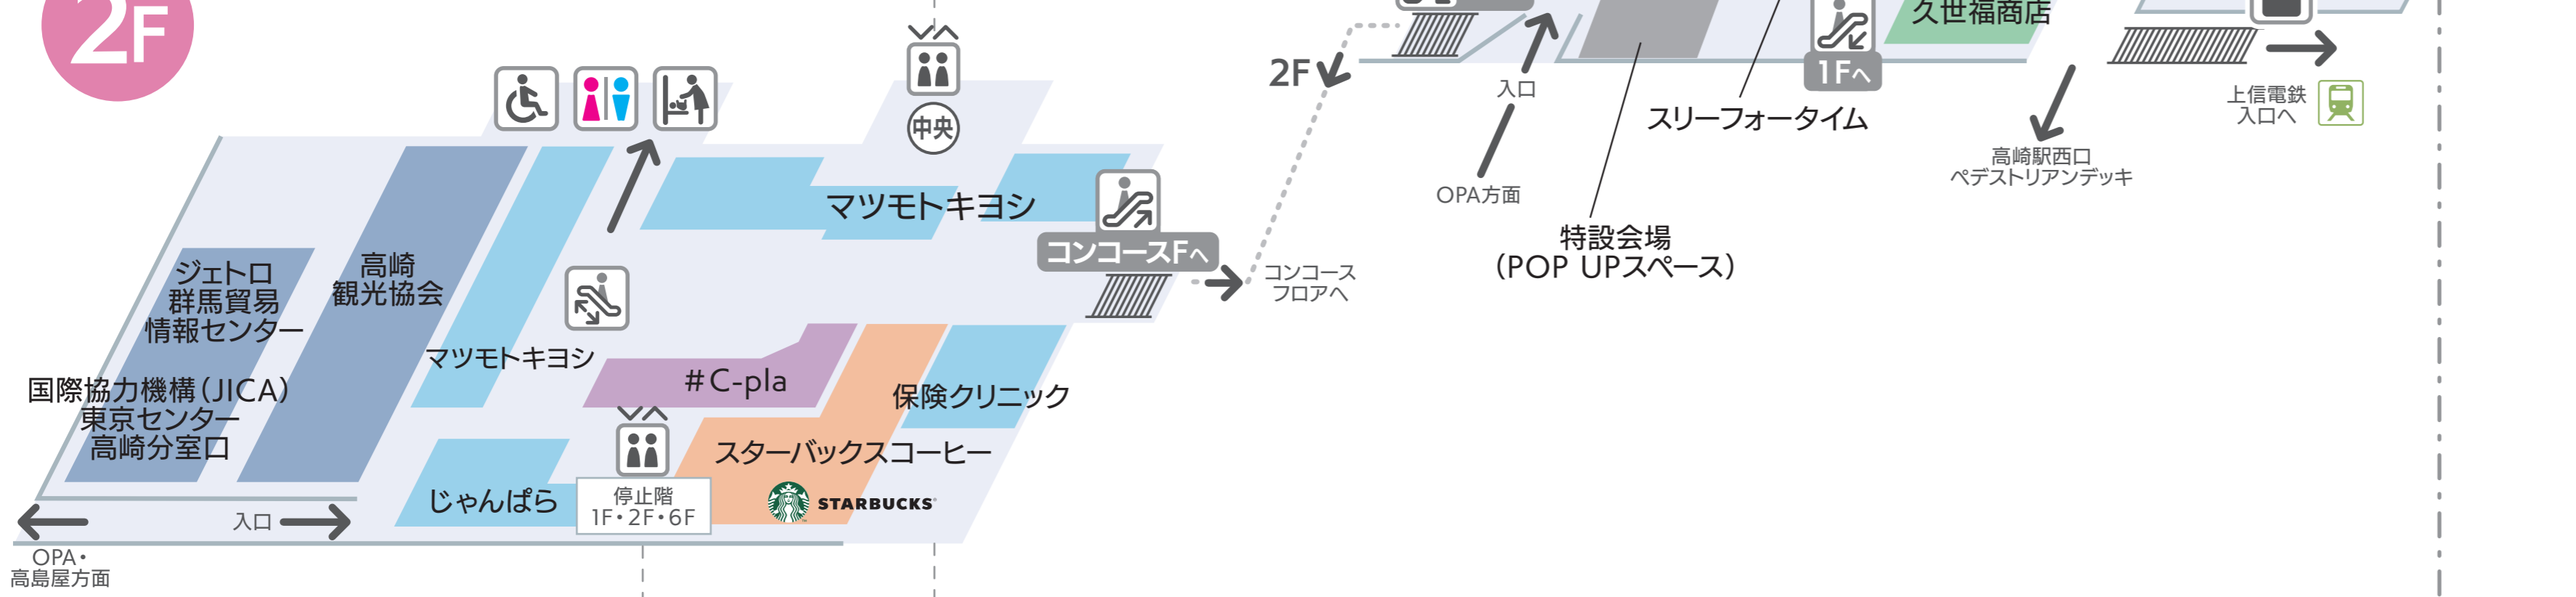 2F
中央
マツモトキヨシ
コンコースFへ
コンコース
フロアへ
ジェトロ
群馬貿易
情報センター
高崎
観光協会
マツモトキヨシ
国際協力機構(JICA)
東京センター
高崎分室口
#C-pla
保険クリニック
スターバックスコーヒー
STARBUCKS
じゃんぱら
停止階
1F・2F・6F
入口
OPA・
高島屋方面
2F
入口
OPA方面
特設会場
(POP UPスペース)
スリーフォータイム
1Fへ
久世福商店
高崎駅西口
ペデストリアンデッキ
上信電鉄
入口へ